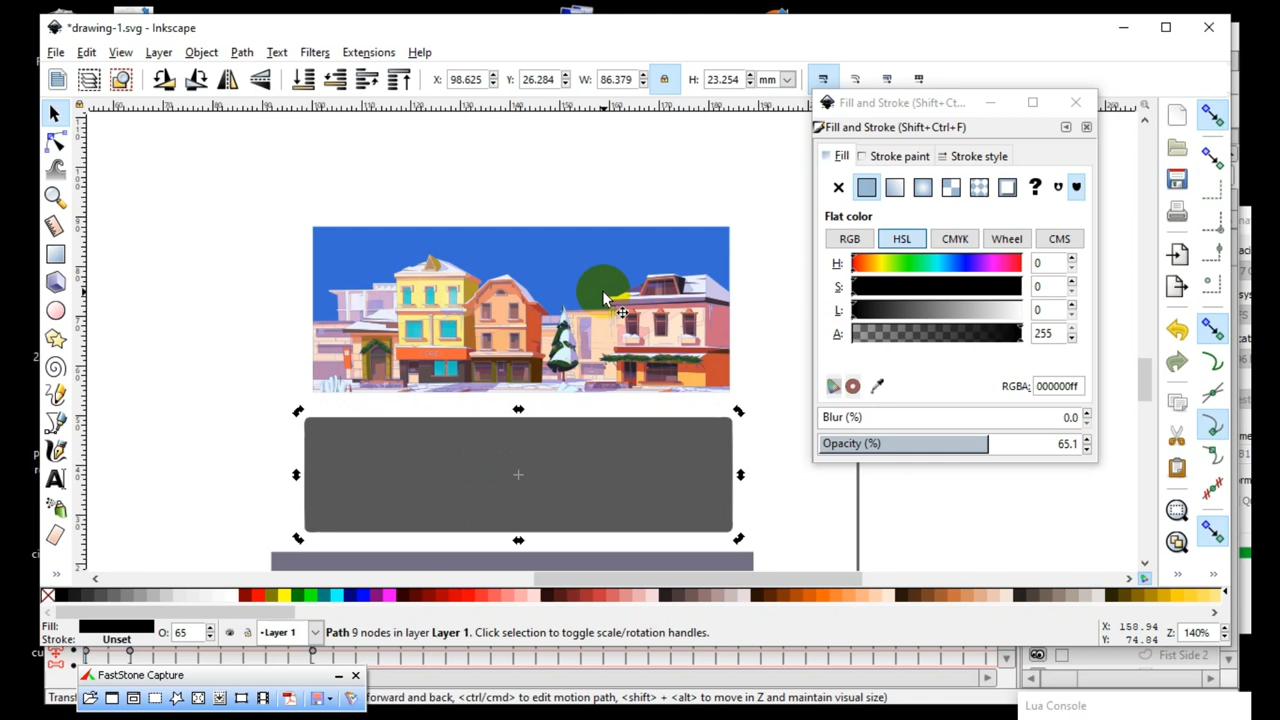 *drawing-1.svg - Inkscape
File Edit View Layer Object Path Text Filters Extensions Help
X: 98.625 Y: 26.284 W: 86.379 H: 23.254 mm
Fill and Stroke (Shift+Ct...
Fill and Stroke (Shift+Ctrl+F)
Fill Stroke paint Stroke style
Flat color
RGB HSL CMYK Wheel CMS
H: 0
S: 0
L: 0
A: 255
RGBA: 000000ff
Blur (%) 0.0
Opacity (%) 65.1
Fill:
Stroke: Unset
O: 65
-Layer 1
Path 9 nodes in layer Layer 1. Click selection to toggle scale/rotation handles.
X: 158.94
Y: 74.84
Z: 140%
Fist Side 2
FastStone Capture
Transf
forward and back, <ctrl/cmd> to edit motion path, <shift> + <alt> to move in Z and maintain visual size)
Lua Console